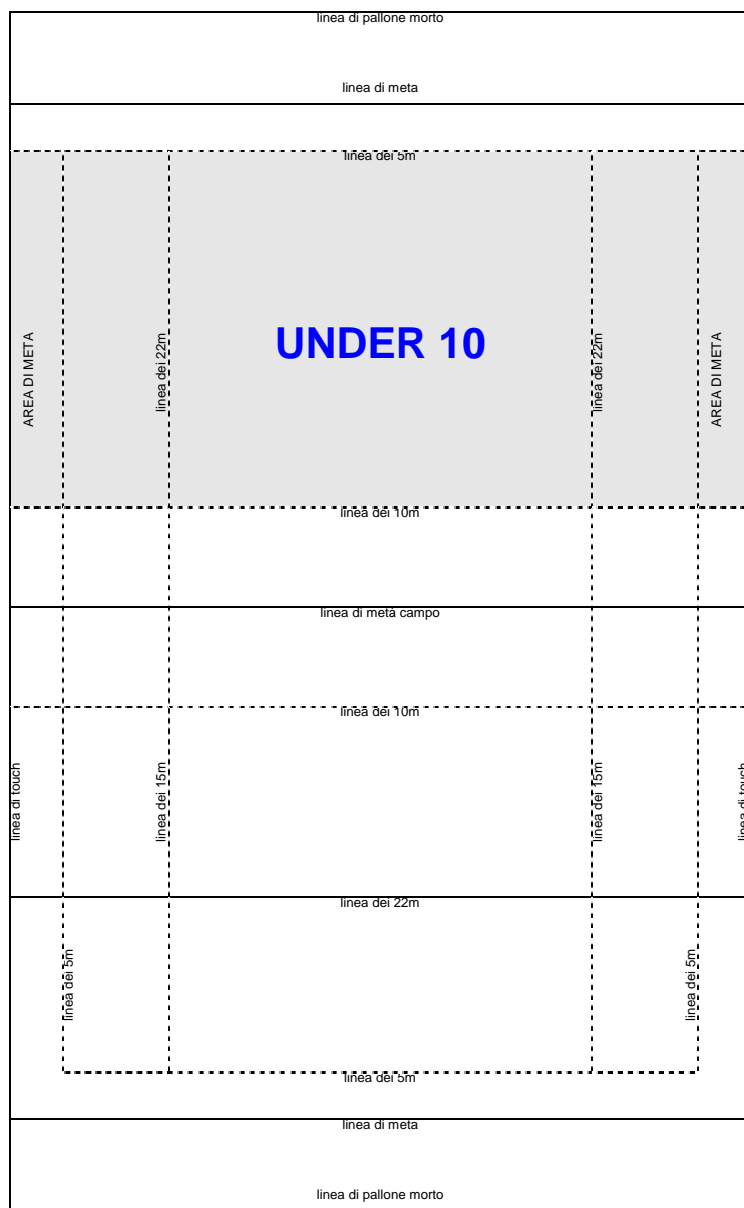 linea di pallone morto
linea di meta
linea dei 5m
AREA DI META
linea dei 22m
UNDER 10
linea dei 22m
AREA DI META
linea dei 10m
linea di metà campo
linea dei 10m
linea di touch
linea dei 15m
linea dei 15m
linea di touch
linea dei 22m
linea dei 5m
linea dei 5m
linea dei 5m
linea di meta
linea di pallone morto